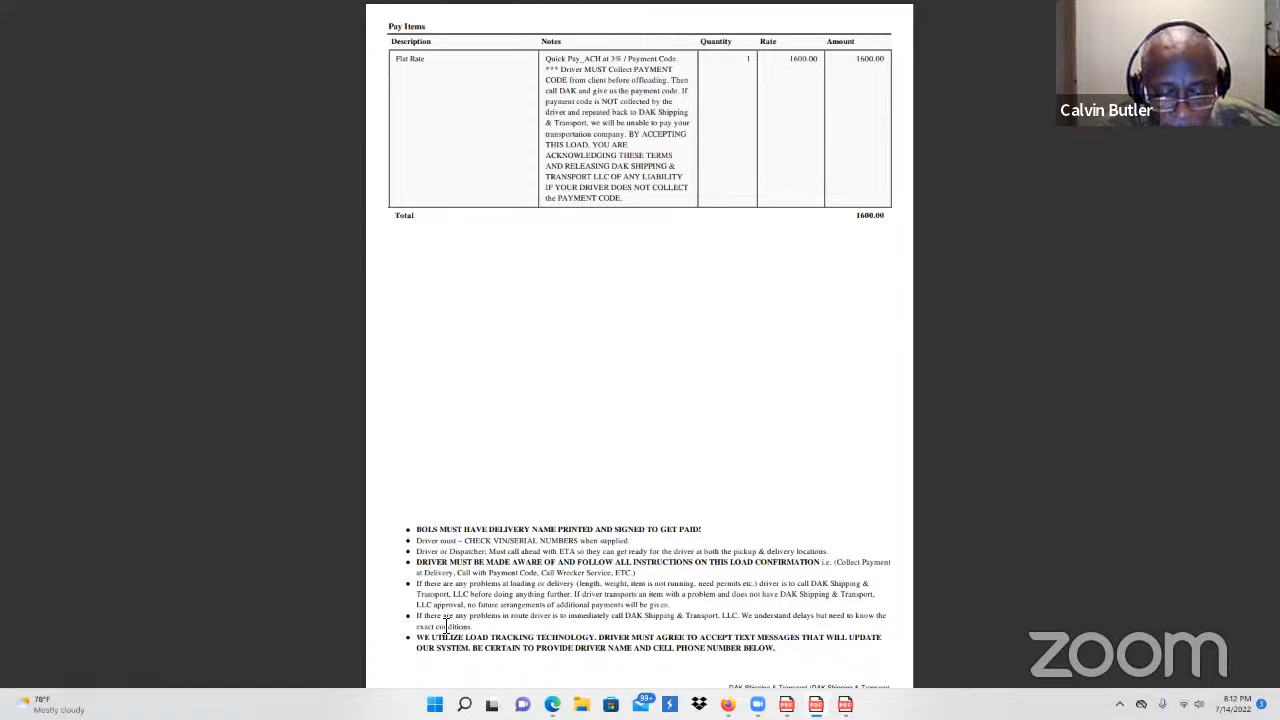 Pay Items
Description Notes Quantity Rate Amount
Flat Rate Quick Pay_ACH at 3% / Payment Code. 1 1600.00 1600.00
*** Driver MUST Collect PAYMENT
CODE from client before offloading. Then
call DAK and give us the payment code. If
payment code is NOT collected by the
driver and repeated back to DAK Shipping
& Transport, we will be unable to pay your
transportation company. BY ACCEPTING
THIS LOAD. YOU ARE
ACKNOWLEDGING THESE TERMS
AND RELEASING DAK SHIPPING &
TRANSPORT LLC OF ANY LIABILITY
IF YOUR DRIVER DOES NOT COLLECT
the PAYMENT CODE.
Total 1600.00
Calvin Butler
• BOLS MUST HAVE DELIVERY NAME PRINTED AND SIGNED TO GET PAID!
• Driver must – CHECK VIN/SERIAL NUMBERS when supplied.
• Driver or Dispatcher; Must call ahead with ETA so they can get ready for the driver at both the pickup & delivery locations.
• DRIVER MUST BE MADE AWARE OF AND FOLLOW ALL INSTRUCTIONS ON THIS LOAD CONFIRMATION i.e. (Collect Payment
at Delivery, Call with Payment Code, Call Wrecker Service, ETC.)
• If there are any problems at loading or delivery (length, weight, item is not running, need permits etc.) driver is to call DAK Shipping &
Transport, LLC before doing anything further. If driver transports an item with a problem and does not have DAK Shipping & Transport,
LLC approval, no future arrangements of additional payments will be given.
• If there are any problems in route driver is to immediately call DAK Shipping & Transport, LLC. We understand delays but need to know the
exact conditions.
• WE UTILIZE LOAD TRACKING TECHNOLOGY. DRIVER MUST AGREE TO ACCEPT TEXT MESSAGES THAT WILL UPDATE
OUR SYSTEM. BE CERTAIN TO PROVIDE DRIVER NAME AND CELL PHONE NUMBER BELOW.
DAK Shipping & Transport /DAK Shipping & Transport
zoom
78°F
Mostly cloudy
99+
PDF PDF PDF
8:12 PM
7/14/2022
3